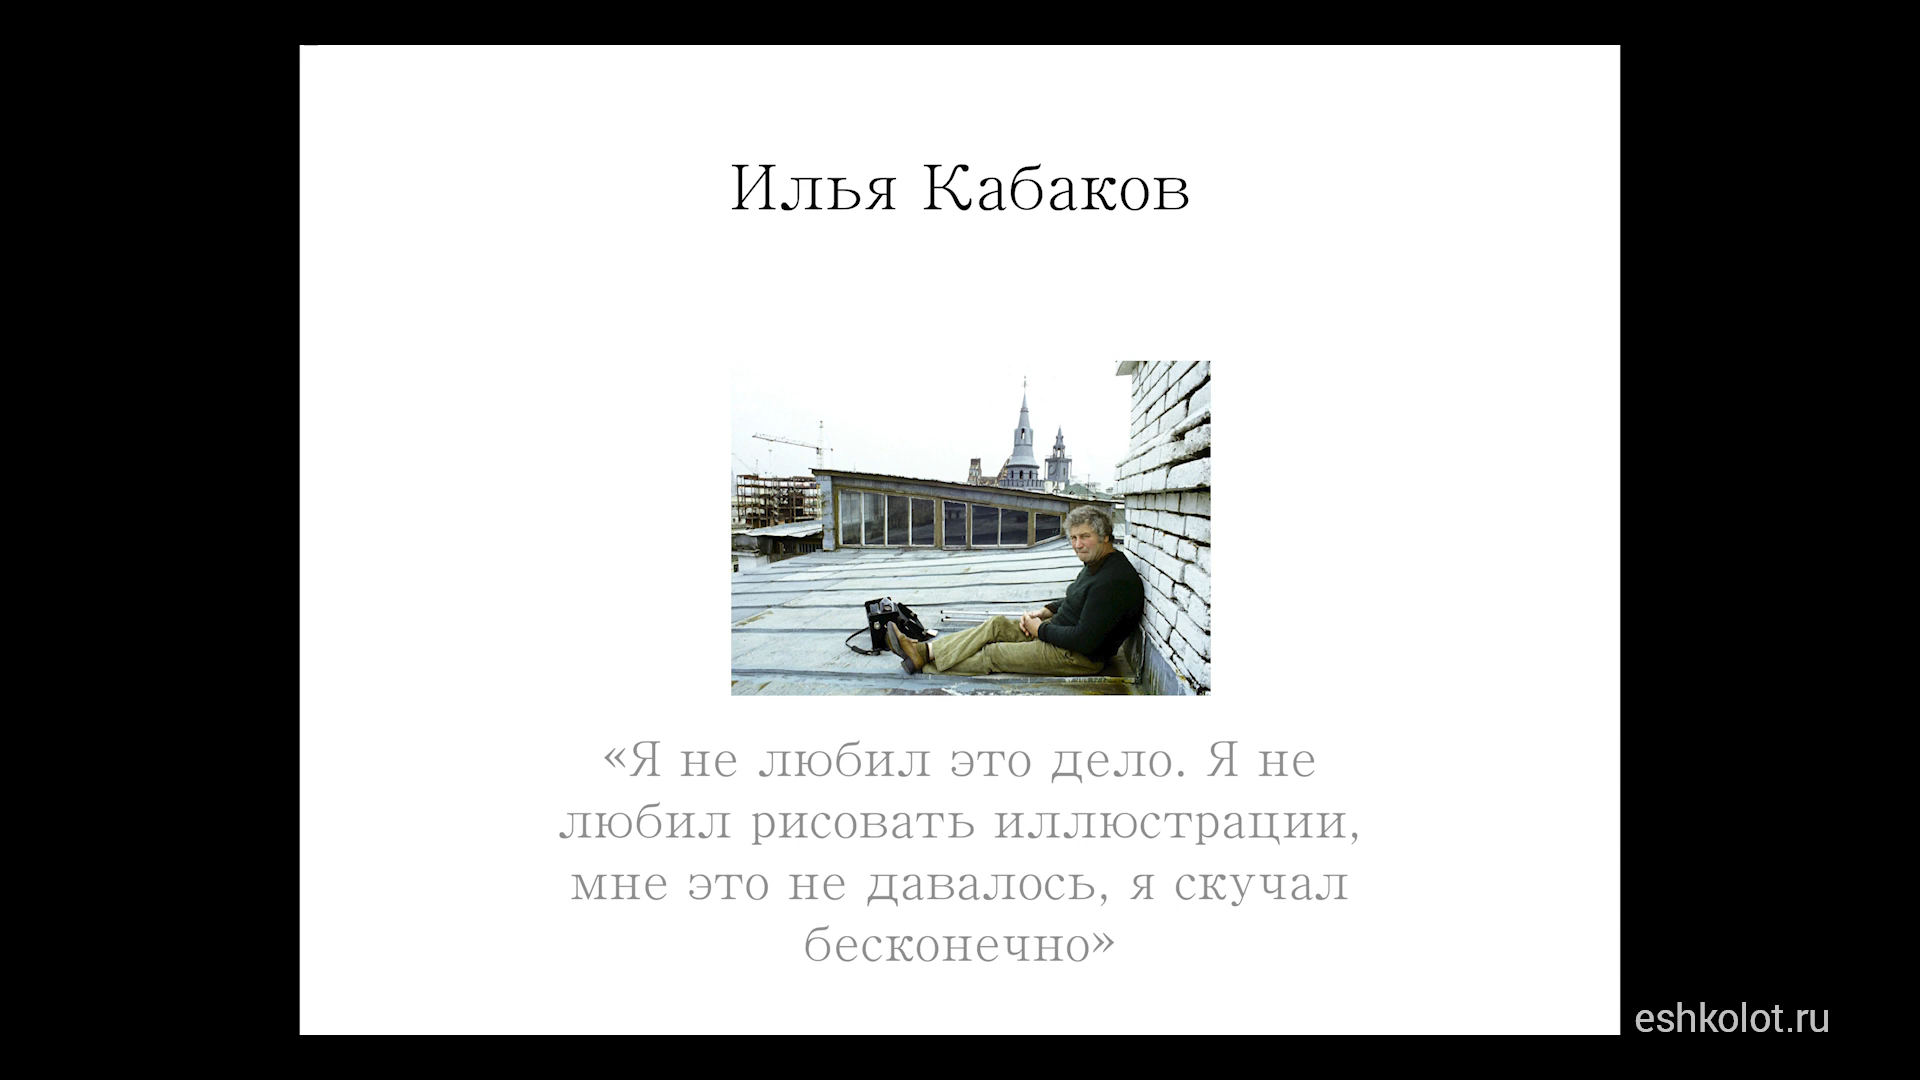 Илья Кабаков
«Я не любил это дело. Я не
любил рисовать иллюстрации,
мне это не давалось, я скучал
бесконечно»
eshkolot.ru